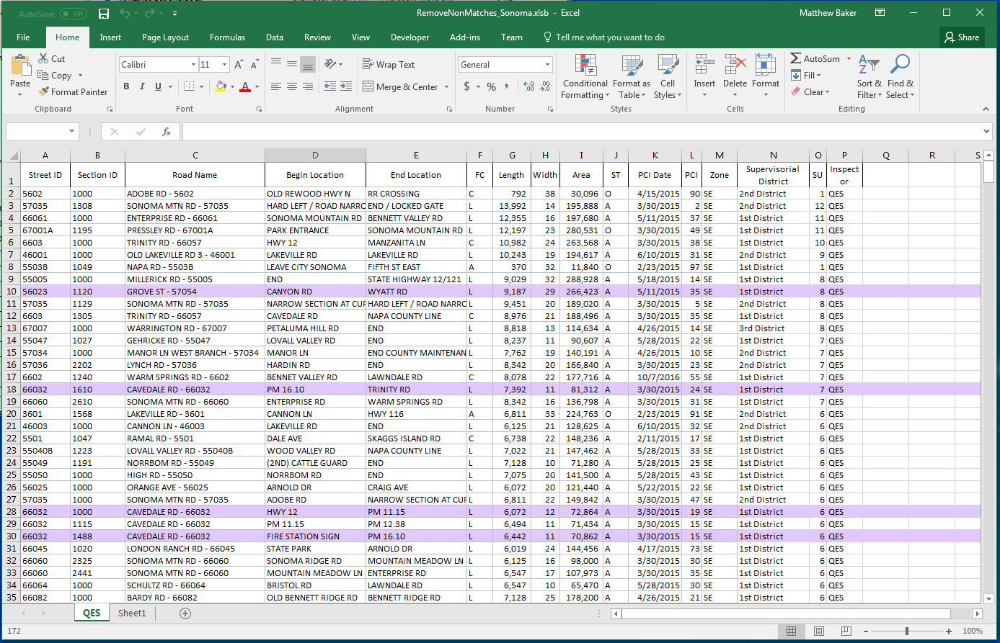 AutoSave Off RemoveNonMatches_Sonoma.xlsb - Excel Matthew Baker
File Home Insert Page Layout Formulas Data Review View Developer Add-ins Team Tell me what you want to do Share
Paste Cut Copy Format Painter
Calibri 11 B I U A
Wrap Text Merge & Center
General $ % ,
Conditional Formatting Format as Table Cell Styles
Insert Delete Format
AutoSum Fill Clear Sort & Filter Find & Select
Clipboard Font Alignment Number Styles Cells Editing
fx
A B C D E F G H I J K L M N O P Q R S
1 Street ID Section ID Road Name Begin Location End Location FC Length Width Area ST PCI Date PCI Zone Supervisorial District SU Inspect or
2 5602 1000 ADOBE RD - 5602 OLD REWOOD HWY N RR CROSSING C 792 38 30,096 O 4/15/2015 90 SE 2nd District 1 QES
3 57035 1308 SONOMA MTN RD - 57035 HARD LEFT / ROAD NARRO END / LOCKED GATE L 13,992 14 195,888 A 3/30/2015 2 SE 2nd District 12 QES
4 66061 1000 ENTERPRISE RD - 66061 SONOMA MOUNTAIN RD BENNETT VALLEY RD L 12,355 16 197,680 A 5/11/2015 37 SE 1st District 11 QES
5 67001A 1195 PRESSLEY RD - 67001A PARK ENTRANCE SONOMA MOUNTAIN RD L 12,197 23 280,531 O 3/30/2015 49 SE 1st District 11 QES
6 6603 1000 TRINITY RD - 66057 HWY 12 MANZANITA LN C 10,982 24 263,568 A 3/30/2015 38 SE 1st District 10 QES
7 46001 1000 OLD LAKEVILLE RD 3 - 46001 LAKEVILLE RD LAKEVILLE RD L 10,243 19 194,617 A 6/10/2015 31 SE 2nd District 9 QES
8 5503B 1049 NAPA RD - 5503B LEAVE CITY SONOMA FIFTH ST EAST A 370 32 11,840 O 2/23/2015 97 SE 1st District 1 QES
9 55005 1000 MILLERICK RD - 55005 END STATE HIGHWAY 12/121 L 9,029 32 288,928 A 5/18/2015 14 SE 1st District 8 QES
10 56023 1120 GROVE ST - 57054 CANYON RD WYATT RD L 9,187 29 266,423 A 5/11/2015 35 SE 1st District 8 QES
11 57035 1129 SONOMA MTN RD - 57035 NARROW SECTION AT CUR HARD LEFT / ROAD NARRO L 9,451 20 189,020 A 3/30/2015 5 SE 2nd District 8 QES
12 6603 1305 TRINITY RD - 66057 CAVEDALE RD NAPA COUNTY LINE C 8,976 21 188,496 A 3/30/2015 35 SE 1st District 8 QES
13 67007 1000 WARRINGTON RD - 67007 PETALUMA HILL RD END L 8,818 13 114,634 A 4/26/2015 14 SE 3rd District 8 QES
14 55047 1027 GEHRICKE RD - 55047 LOVALL VALLEY RD END L 8,237 11 90,607 A 5/28/2015 22 SE 1st District 7 QES
15 57034 1000 MANOR LN WEST BRANCH - 57034 MANOR LN END COUNTY MAINTENAN L 7,762 19 140,191 A 4/26/2015 10 SE 2nd District 7 QES
16 57036 2202 LYNCH RD - 57036 HARDIN RD END L 8,342 20 166,840 A 3/30/2015 23 SE 2nd District 7 QES
17 6602 1240 WARM SPRINGS RD - 6602 BENNET VALLEY RD LAWNDALE RD C 8,078 22 177,716 A 10/7/2016 55 SE 1st District 7 QES
18 66032 1610 CAVEDALE RD - 66032 PM 16.10 TRINITY RD L 7,392 11 81,312 A 3/30/2015 24 SE 1st District 7 QES
19 66060 2610 SONOMA MTN RD - 66060 ENTERPRISE RD WARM SPRINGS RD L 8,342 16 136,798 A 3/30/2015 31 SE 1st District 7 QES
20 3601 1568 LAKEVILLE RD - 3601 CANNON LN HWY 116 A 6,811 33 224,763 O 2/23/2015 91 SE 2nd District 6 QES
21 46003 1000 CANNON LN - 46003 LAKEVILLE RD END L 6,125 21 128,625 A 6/10/2015 32 SE 2nd District 6 QES
22 5501 1047 RAMAL RD - 5501 DALE AVE SKAGGS ISLAND RD C 6,738 22 148,236 A 2/11/2015 17 SE 1st District 6 QES
23 55040B 1223 LOVALL VALLEY RD - 55040B WOOD VALLEY RD NAPA COUNTY LINE L 7,022 21 147,462 A 5/28/2015 33 SE 1st District 6 QES
24 55049 1191 NORRBOM RD - 55049 (2ND) CATTLE GUARD END L 7,128 10 71,280 A 5/28/2015 25 SE 1st District 6 QES
25 55050 1000 HIGH RD - 55050 NORRBOM RD END L 7,075 20 141,500 A 5/28/2015 43 SE 1st District 6 QES
26 56025 1000 ORANGE AVE - 56025 ARNOLD DR CRAIG AVE L 6,072 20 121,440 A 5/22/2015 22 SE 1st District 6 QES
27 57035 1000 SONOMA MTN RD - 57035 ADOBE RD NARROW SECTION AT CUR L 6,811 22 149,842 A 3/30/2015 47 SE 2nd District 6 QES
28 66032 1000 CAVEDALE RD - 66032 HWY 12 PM 11.15 L 6,072 12 72,864 A 3/30/2015 19 SE 1st District 6 QES
29 66032 1115 CAVEDALE RD - 66032 PM 11.15 PM 12.38 L 6,494 11 71,434 A 3/30/2015 15 SE 1st District 6 QES
30 66032 1488 CAVEDALE RD - 66032 FIRE STATION SIGN PM 16.10 L 6,442 11 70,862 A 3/30/2015 15 SE 1st District 6 QES
31 66045 1020 LONDON RANCH RD - 66045 STATE PARK ARNOLD DR L 6,019 24 144,456 A 4/17/2015 73 SE 1st District 6 QES
32 66060 2325 SONOMA MTN RD - 66060 SONOMA RIDGE RD MOUNTAIN MEADOW LN L 6,125 16 98,000 A 3/30/2015 30 SE 1st District 6 QES
33 66060 2441 SONOMA MTN RD - 66060 MOUNTAIN MEADOW LN ENTERPRISE RD L 6,547 17 107,973 A 3/30/2015 35 SE 1st District 6 QES
34 66064 1000 SCHULTZ RD - 66064 BRISTOL RD LAWNDALE RD L 6,547 10 65,470 A 5/28/2015 30 SE 1st District 6 QES
35 66082 1000 BARDY RD - 66082 OLD BENNETT RIDGE RD BENNETT RIDGE RD L 7,128 25 178,200 A 4/26/2015 21 SE 1st District 6 QES
QES Sheet1
172 100%